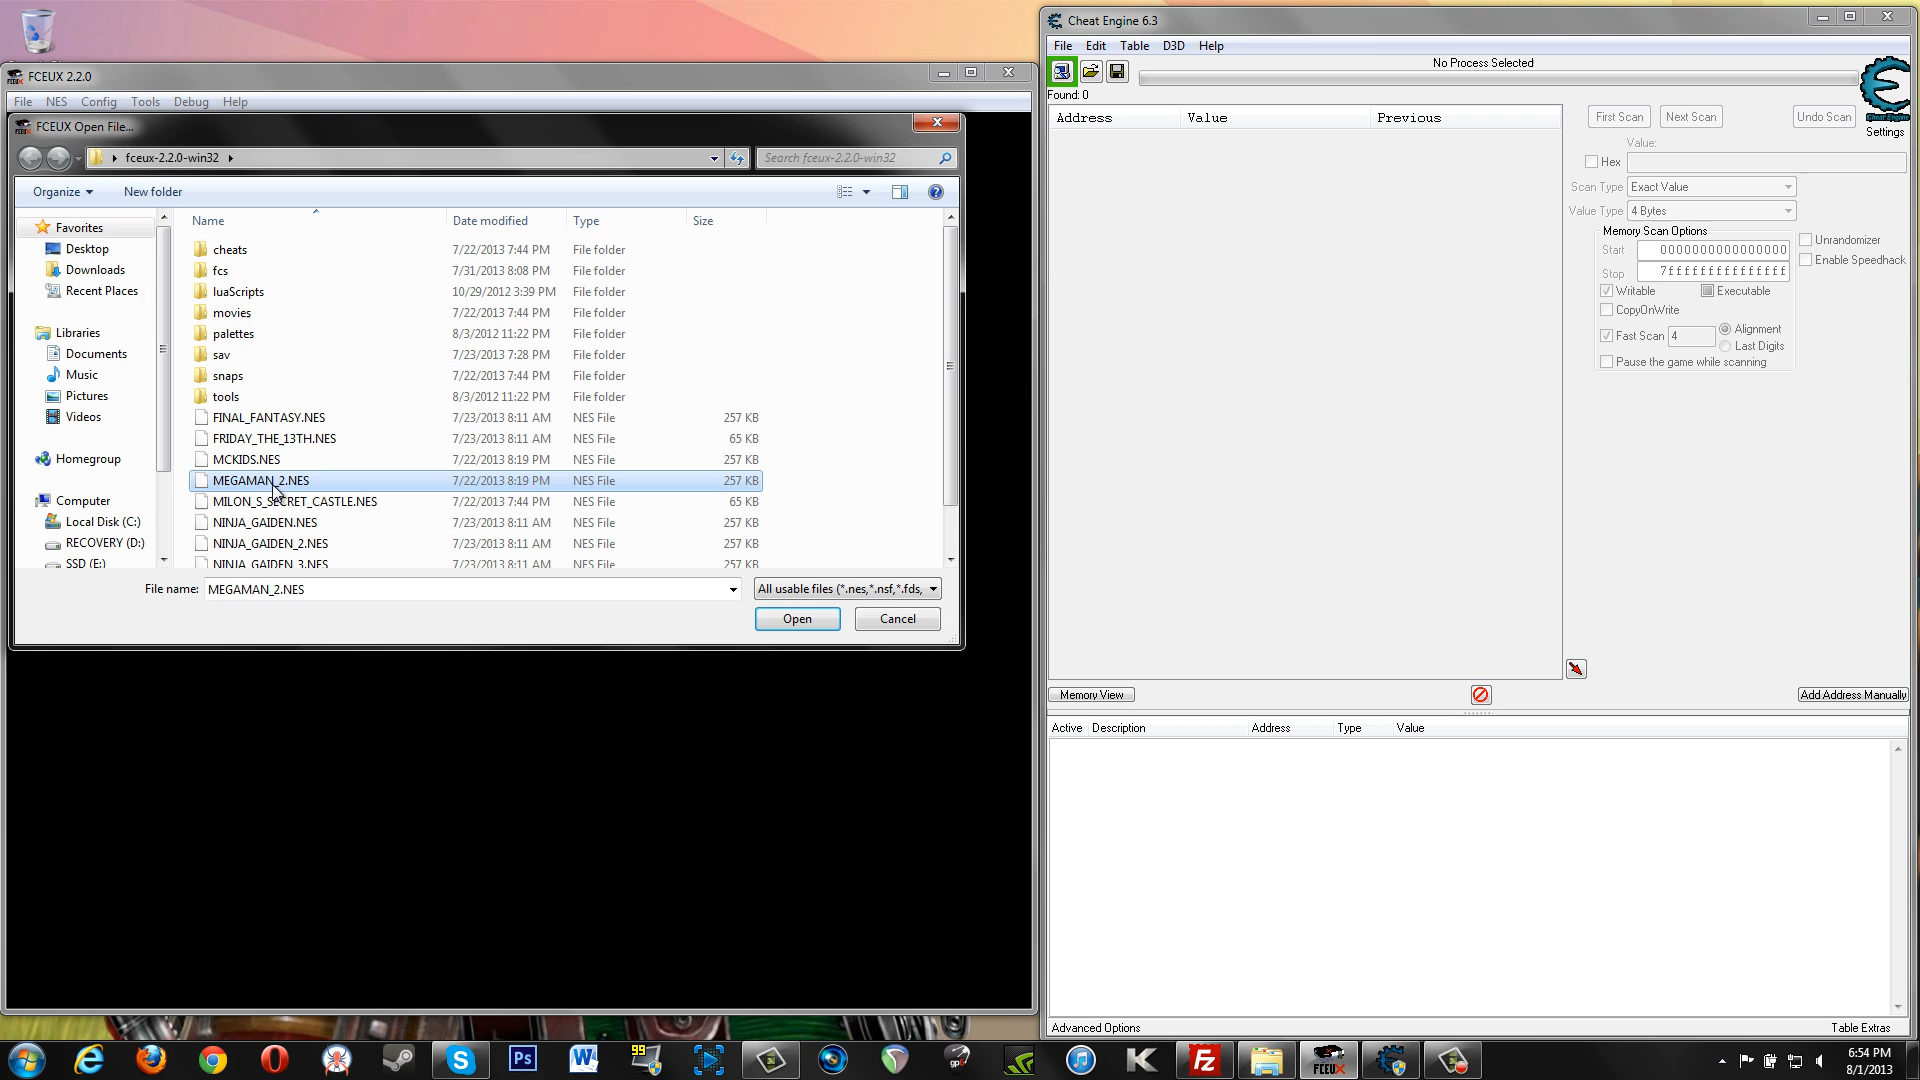 FCEUX 2.2.0
File NES Config Tools Debug Help
FCEUX Open File...
fceux-2.2.0-win32
Search fceux-2.2.0-win32
Organize New folder
Name Date modified Type Size
Favorites
Desktop
Downloads
Recent Places
Libraries
Documents
Music
Pictures
Videos
Homegroup
Computer
Local Disk (C:)
RECOVERY (D:)
SSD (E:)
cheats 7/22/2013 7:44 PM File folder
fcs 7/31/2013 8:08 PM File folder
luaScripts 10/29/2012 3:39 PM File folder
movies 7/22/2013 7:44 PM File folder
palettes 8/3/2012 11:22 PM File folder
sav 7/23/2013 7:28 PM File folder
snaps 7/22/2013 7:44 PM File folder
tools 8/3/2012 11:22 PM File folder
FINAL_FANTASY.NES 7/23/2013 8:11 AM NES File 257 KB
FRIDAY_THE_13TH.NES 7/23/2013 8:11 AM NES File 65 KB
MCKIDS.NES 7/22/2013 8:19 PM NES File 257 KB
MEGAMAN_2.NES 7/22/2013 8:19 PM NES File 257 KB
MILON_S_SECRET_CASTLE.NES 7/22/2013 7:44 PM NES File 65 KB
NINJA_GAIDEN.NES 7/23/2013 8:11 AM NES File 257 KB
NINJA_GAIDEN_2.NES 7/23/2013 8:11 AM NES File 257 KB
NINJA_GAIDEN_3.NES 7/23/2013 8:11 AM NES File 257 KB
File name: MEGAMAN_2.NES
All usable files (*.nes,*.nsf,*.fds,
Open Cancel
Cheat Engine 6.3
File Edit Table D3D Help
No Process Selected
Found: 0
Address Value Previous
First Scan Next Scan Undo Scan
Cheat Engine
Settings
Value:
Hex
Scan Type Exact Value
Value Type 4 Bytes
Memory Scan Options
Start 0000000000000000
Stop 7fffffffffffffff
Unrandomizer
Enable Speedhack
Writable Executable
CopyOnWrite
Fast Scan 4 Alignment
Last Digits
Pause the game while scanning
Memory View
Add Address Manually
Active Description Address Type Value
Advanced Options Table Extras
Ps
W
99
gp6
K
Fz
FCEUX
6:54 PM
8/1/2013